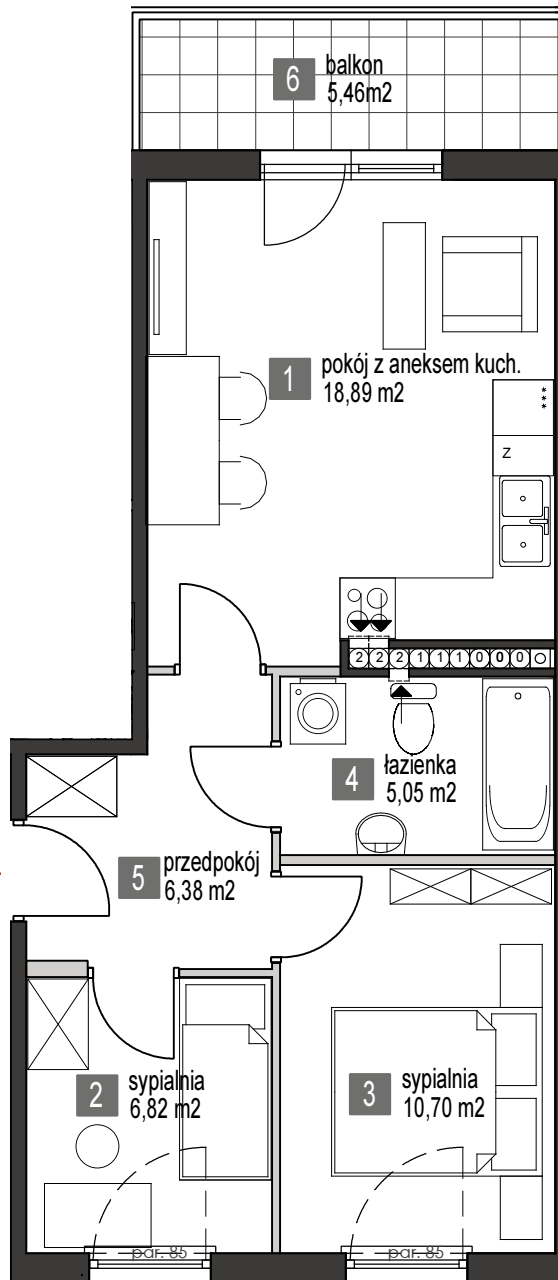 6 balkon
5,46m2
1 pokój z aneksem kuch.
18,89 m2
***
Z
2 2 2 1 1 1 0 0 0
4 łazienka
5,05 m2
5 przedpokój
6,38 m2
2 sypialnia
6,82 m2
3 sypialnia
10,70 m2
par. 85
par. 85